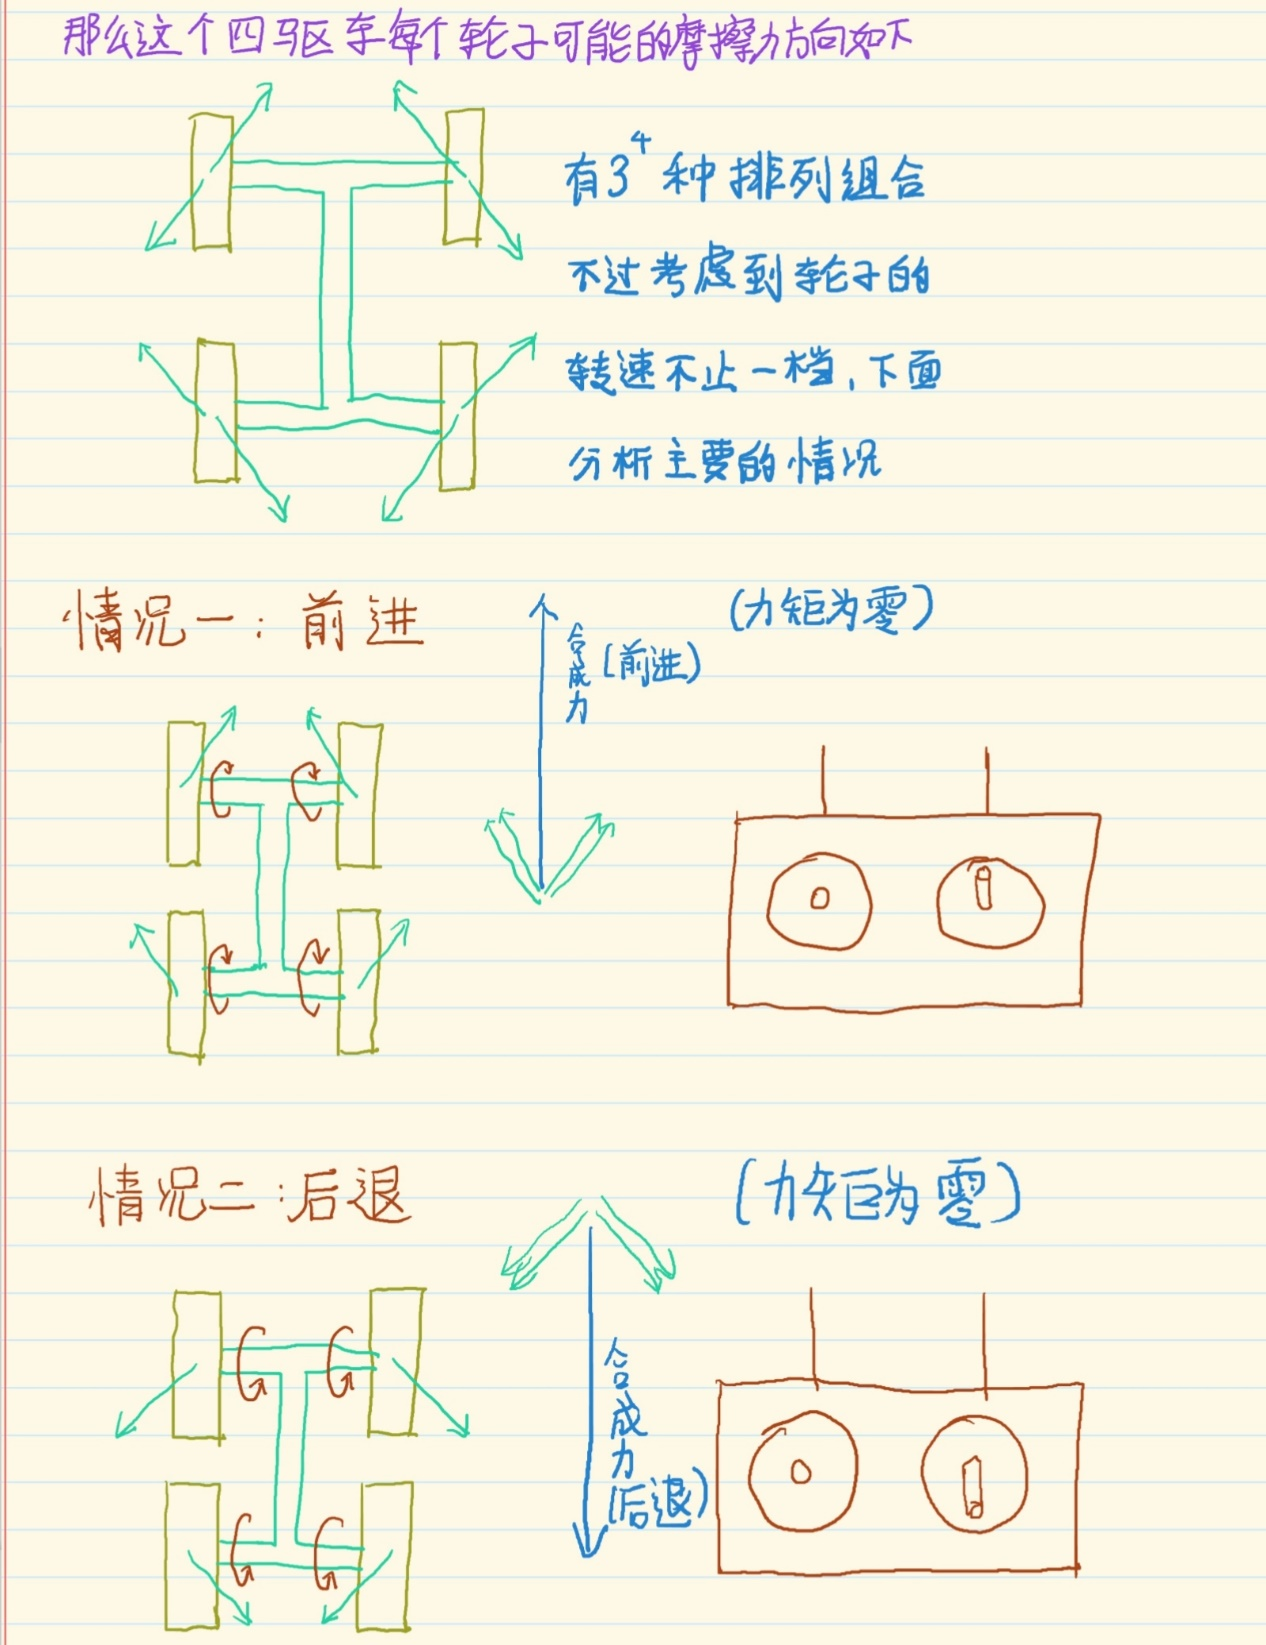 那么这个四驱车每个轮子可能的摩擦力方向如下
有3⁴种排列组合
不过考虑到轮子的
转速不止一档，下面
分析主要的情况
情况一：前进
合成力
(前进)
(力矩为零)
情况二：后退
合成力
(后退)
(力矩为零)